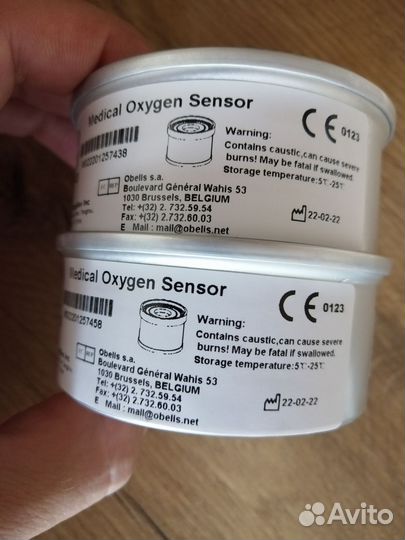 Medical Oxygen Sensor
CE 0123
Warning:
Contains caustic,can cause severe
burns! May be fatal if swallowed.
Storage temperature:5℃-25℃
Obelis s.a.
Boulevard Général Wahis 53
1030 Brussels, BELGIUM
Tel: +(32) 2. 732.59.54
Fax: +(32) 2.732.60.03
E Mail : mail@obelis.net
22-02-22
Medical Oxygen Sensor
CE 0123
Warning:
Contains caustic,can cause severe
burns! May be fatal if swallowed.
Storage temperature:5℃-25℃
Obelis s.a.
Boulevard Général Wahis 53
1030 Brussels, BELGIUM
Tel: +(32) 2. 732.59.54
Fax: +(32) 2.732.60.03
E Mail : mail@obelis.net
22-02-22
Avito